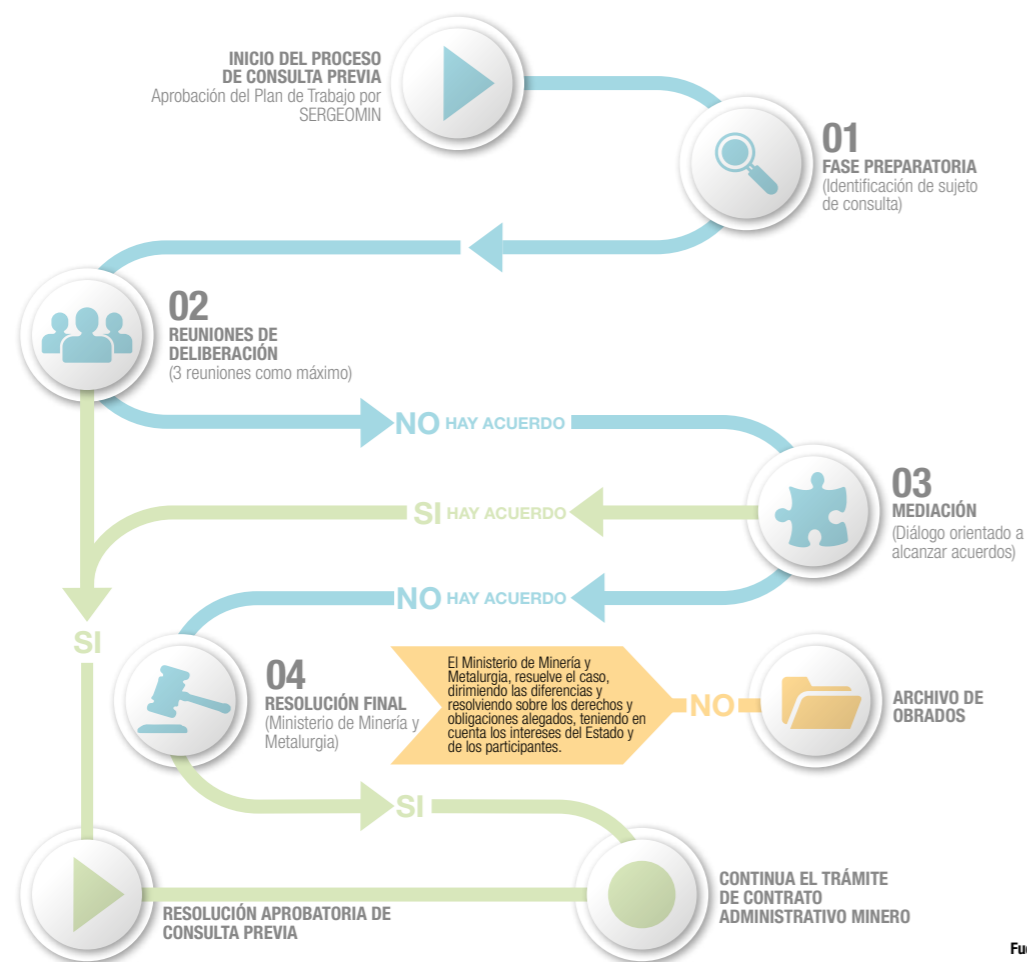 INICIO DEL PROCESO
DE CONSULTA PREVIA
Aprobación del Plan de Trabajo por
SERGEOMIN
01
FASE PREPARATORIA
(Identificación de sujeto
de consulta)
02
REUNIONES DE
DELIBERACIÓN
(3 reuniones como máximo)
NO HAY ACUERDO
03
MEDIACIÓN
(Diálogo orientado a
alcanzar acuerdos)
SI HAY ACUERDO
NO HAY ACUERDO
SI
04
RESOLUCIÓN FINAL
(Ministerio de Minería y
Metalurgia)
El Ministerio de Minería y
Metalurgia, resuelve el caso,
dirimiendo las diferencias y
resolviendo sobre los derechos y
obligaciones alegados, teniendo en
cuenta los intereses del Estado y
de los participantes.
NO
ARCHIVO DE
OBRADOS
SI
RESOLUCIÓN APROBATORIA DE
CONSULTA PREVIA
CONTINUA EL TRÁMITE
DE CONTRATO
ADMINISTRATIVO MINERO